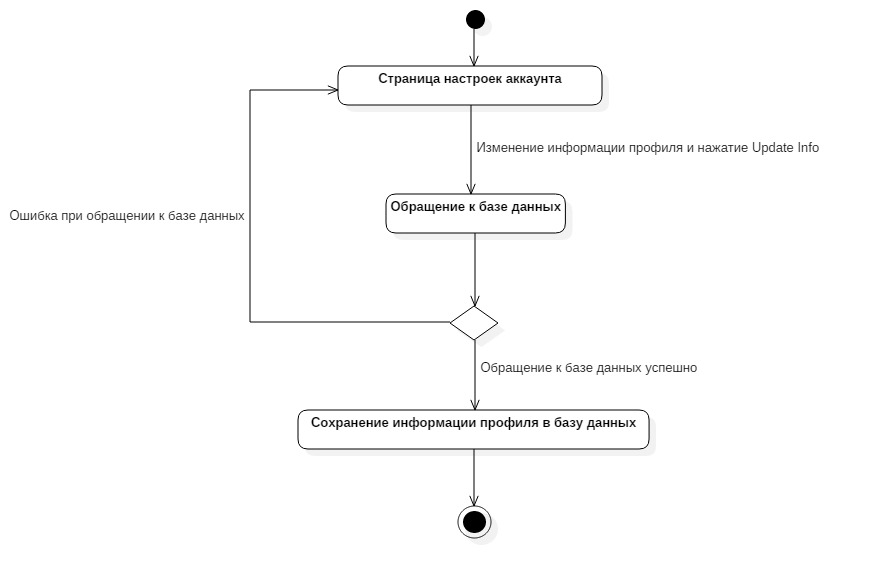 Страница настроек аккаунта
Изменение информации профиля и нажатие Update Info
Обращение к базе данных
Ошибка при обращении к базе данных
Обращение к базе данных успешно
Сохранение информации профиля в базу данных